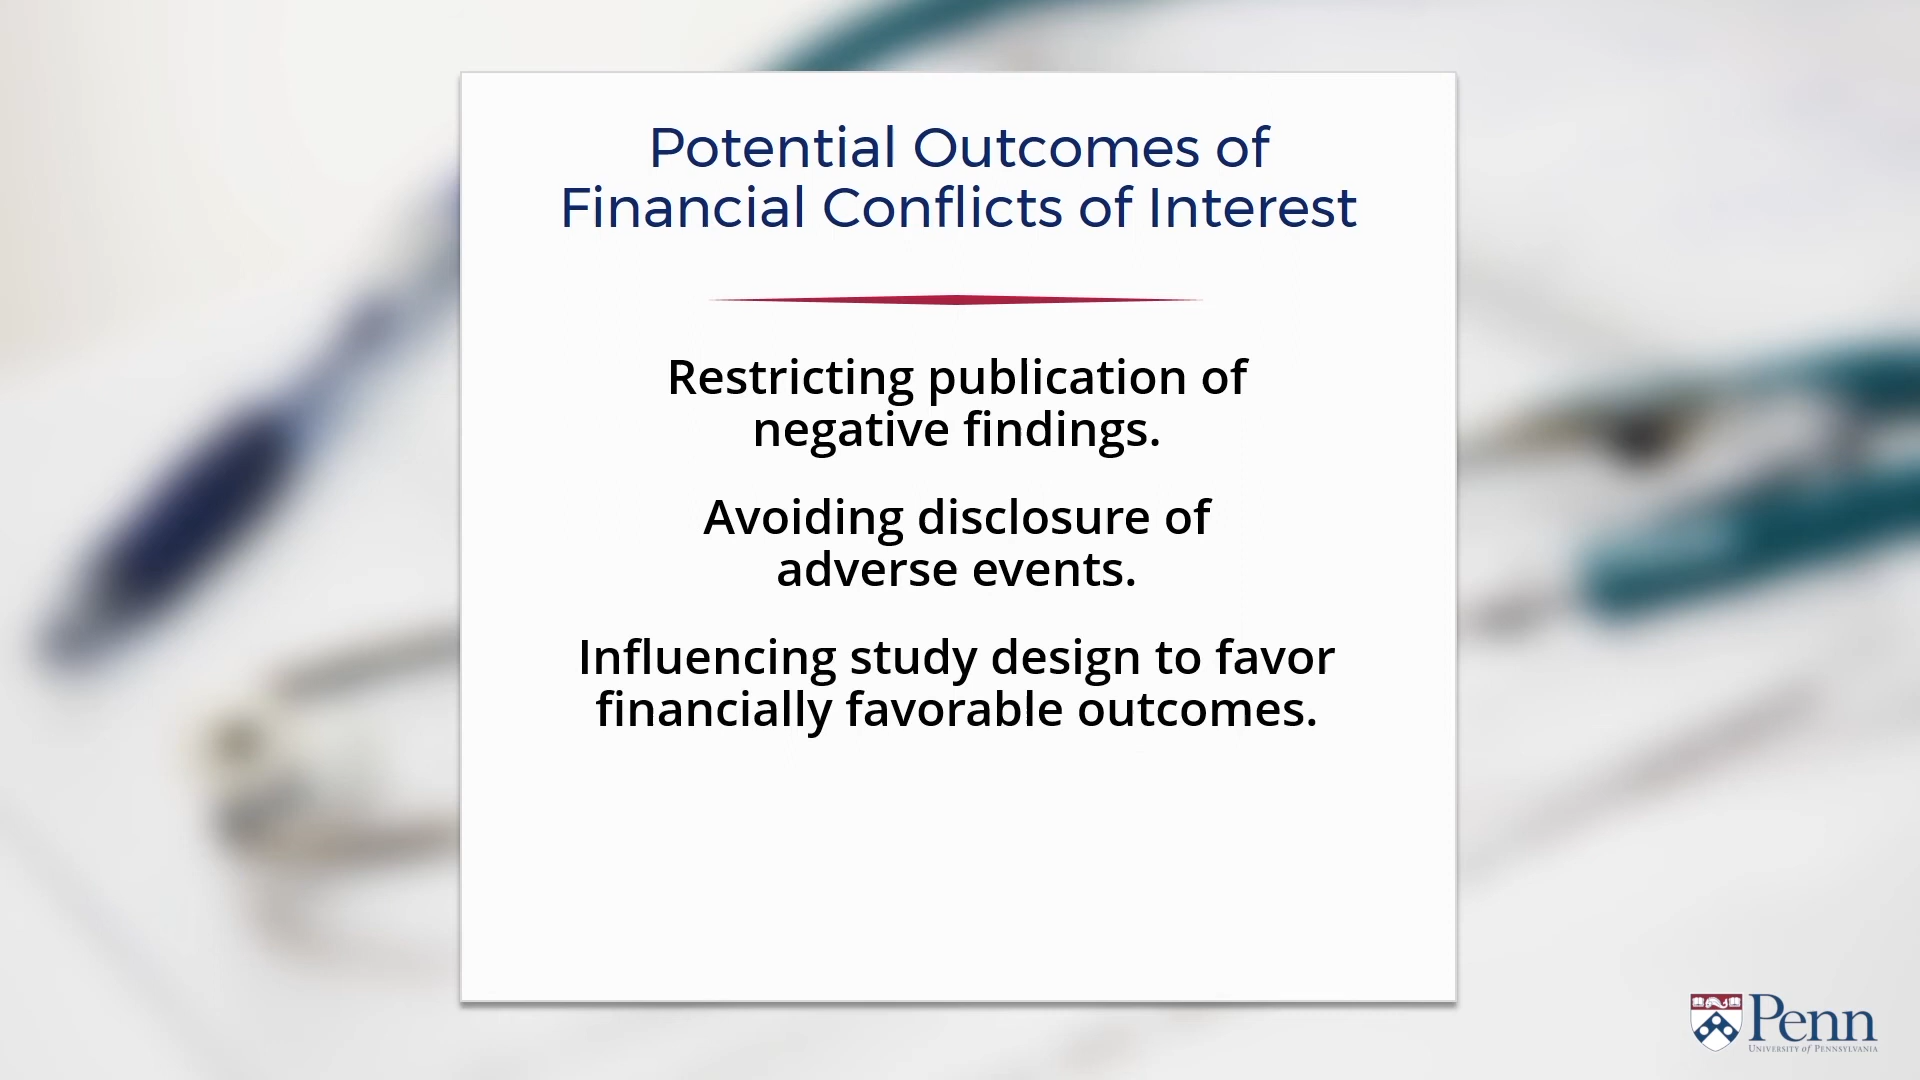 Potential Outcomes of
Financial Conflicts of Interest
Restricting publication of
negative findings.
Avoiding disclosure of
adverse events.
Influencing study design to favor
financially favorable outcomes.
Penn
University of Pennsylvania